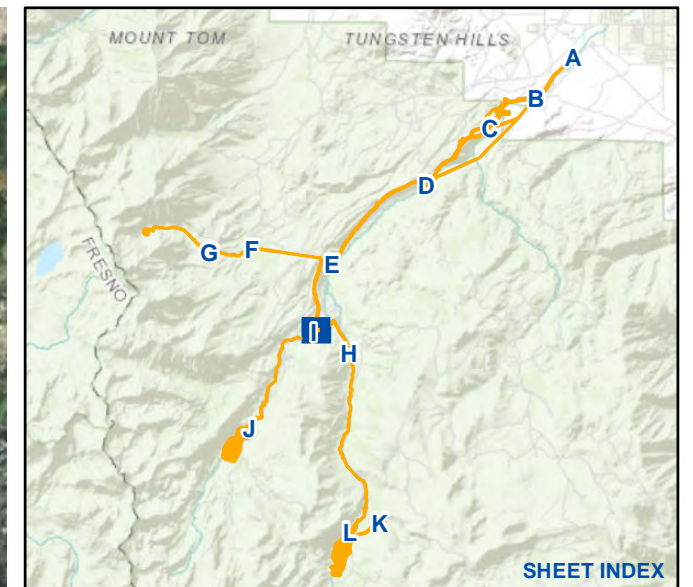 MOUNT TOM
TUNGSTEN HILLS
A
B
C
D
E
F
G
FRESNO
I
H
J
K
L
SHEET INDEX